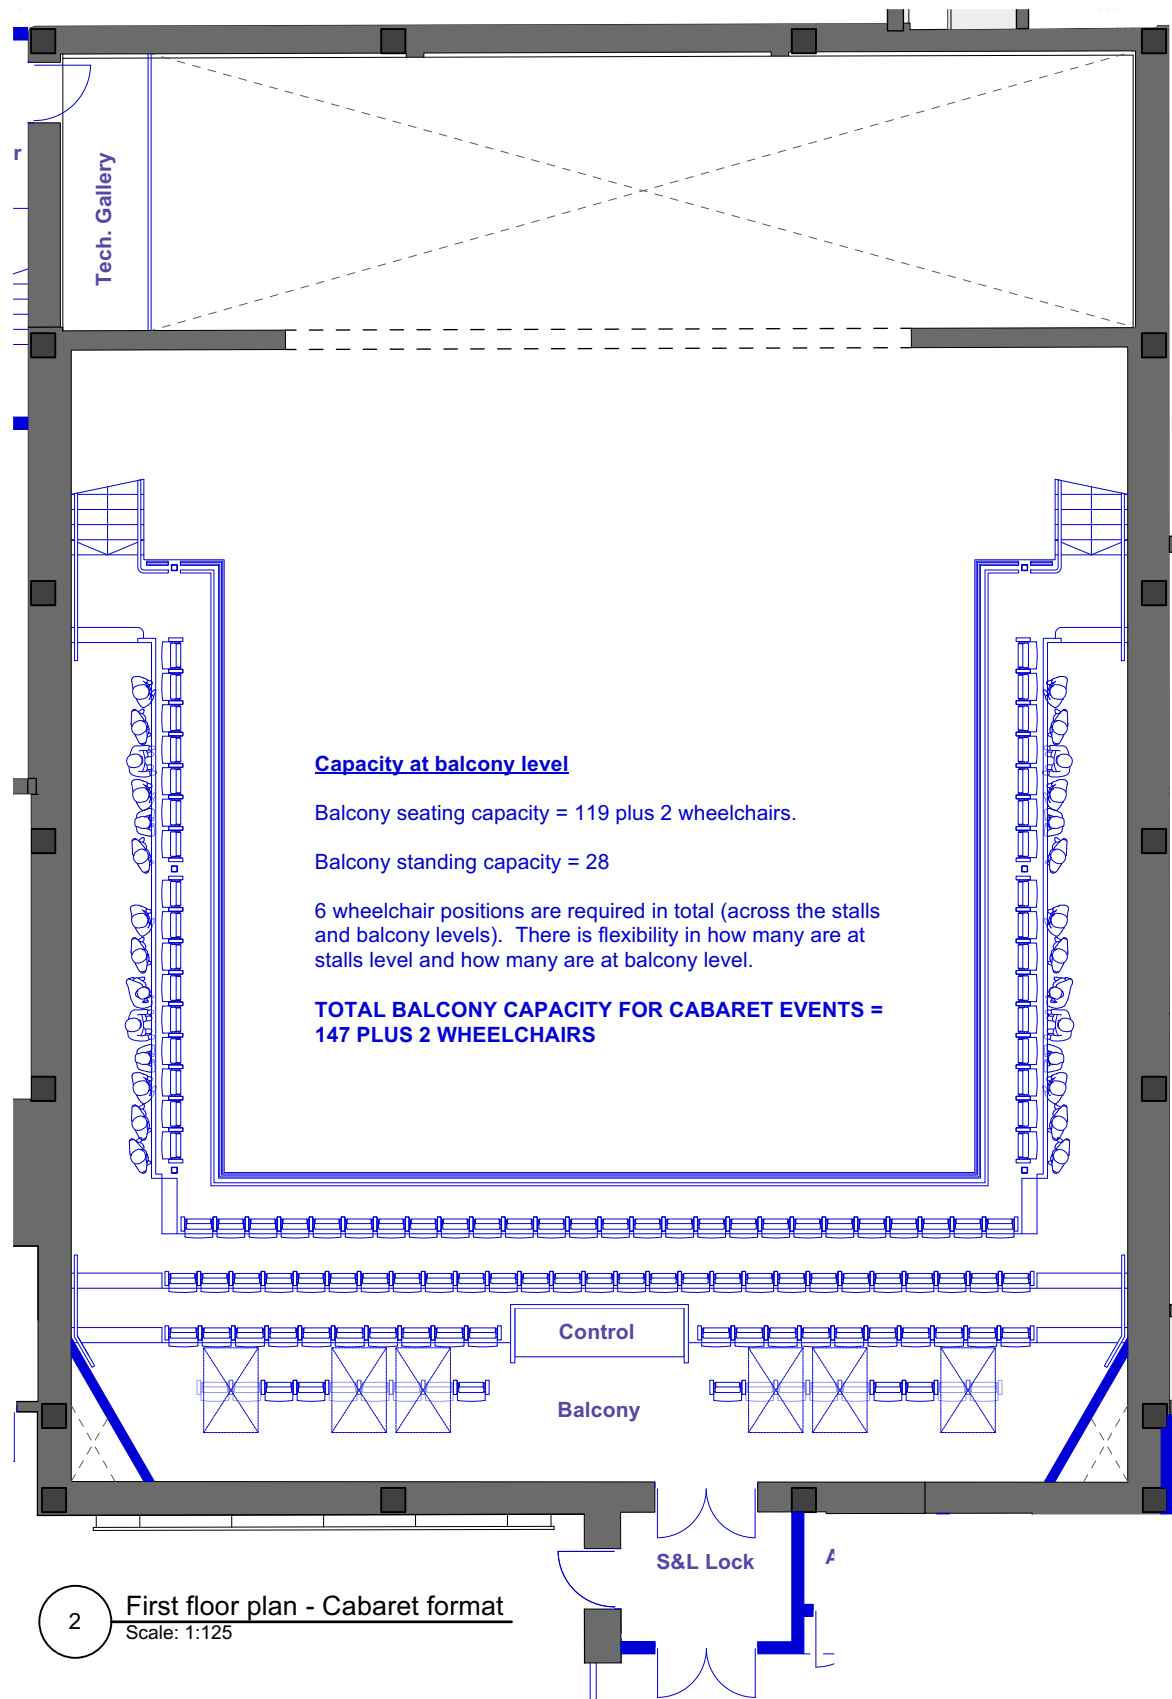 r
Tech. Gallery
Capacity at balcony level
Balcony seating capacity = 119 plus 2 wheelchairs.
Balcony standing capacity = 28
6 wheelchair positions are required in total (across the stalls
and balcony levels).  There is flexibility in how many are at
stalls level and how many are at balcony level.
TOTAL BALCONY CAPACITY FOR CABARET EVENTS =
147 PLUS 2 WHEELCHAIRS
Control
Balcony
S&L Lock
2
First floor plan - Cabaret format
Scale: 1:125